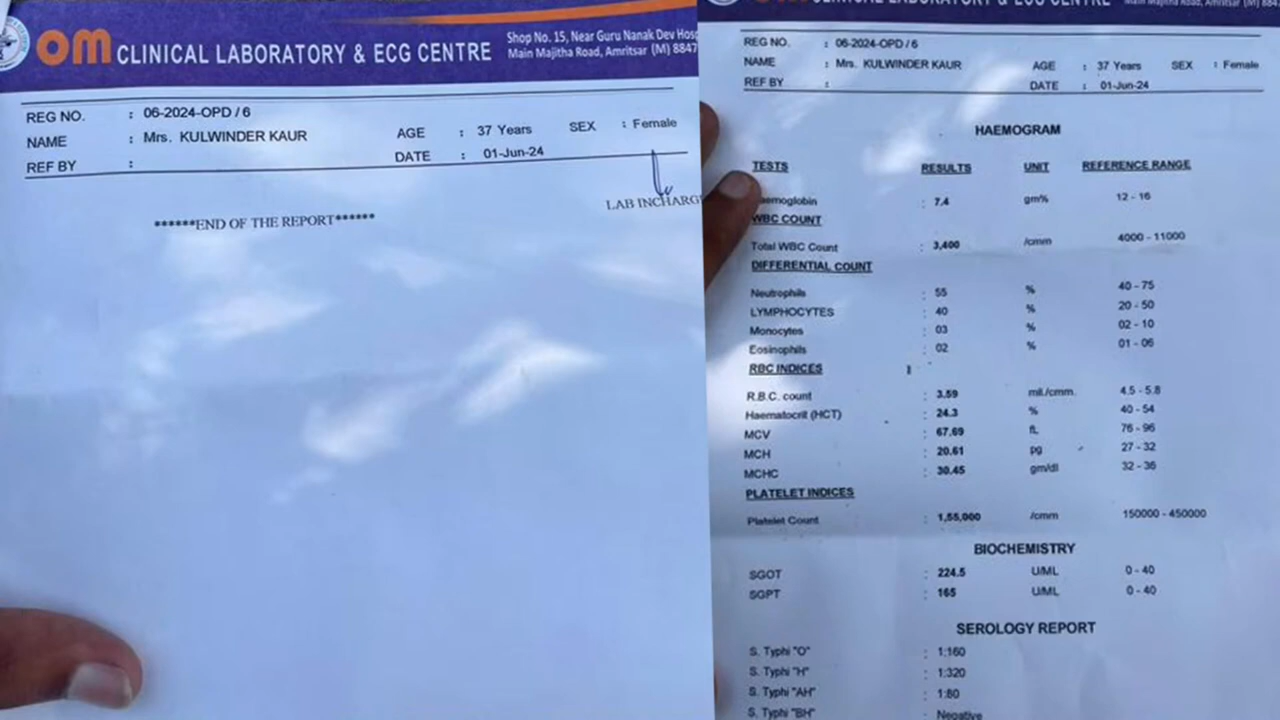 om CLINICAL LABORATORY & ECG CENTRE
Shop No. 15, Near Guru Nanak Dev
Main Majitha Road, Amritsar (M) 8847
REG NO. : 06-2024-OPD / 6
NAME : Mrs. KULWINDER KAUR AGE : 37 Years SEX : Female
REF BY : DATE : 01-Jun-24
LAB
******END OF THE REPORT******
CLINICAL LABORATORY & ECG CENTRE
Main Majitha Road, Amritsar (M)
REG NO. : 06-2024-OPD / 6
NAME : Mrs. KULWINDER KAUR AGE : 37 Years SEX : Female
REF BY : DATE : 01-Jun-24
HAEMOGRAM
TESTS RESULTS UNIT REFERENCE RANGE
: 7.4 gm% 12 - 16
WBC COUNT
Total WBC Count : 3,400 /cmm 4000 - 11000
DIFFERENTIAL COUNT
Neutrophils : 55 % 40 - 75
LYMPHOCYTES : 40 % 20 - 50
Monocytes : 03 % 02 - 10
Eosinophils : 02 % 01 - 06
RBC INDICES
R.B.C. count : 3.59 mil./cmm. 4.5 - 5.8
Haematocrit (HCT) : 24.3 % 40 - 54
MCV : 67.69 fL 76 - 96
MCH : 20.61 pg 27 - 32
MCHC : 30.45 gm/dl 32 - 36
PLATELET INDICES
Platelet Count : 1,55,000 /cmm 150000 - 450000
BIOCHEMISTRY
SGOT : 224.5 U/ML 0 - 40
SGPT : 165 U/ML 0 - 40
SEROLOGY REPORT
S. Typhi "O" : 1:160
S. Typhi "H" : 1:320
S. Typhi "AH" : 1:80
S. Typhi "BH" : Negative